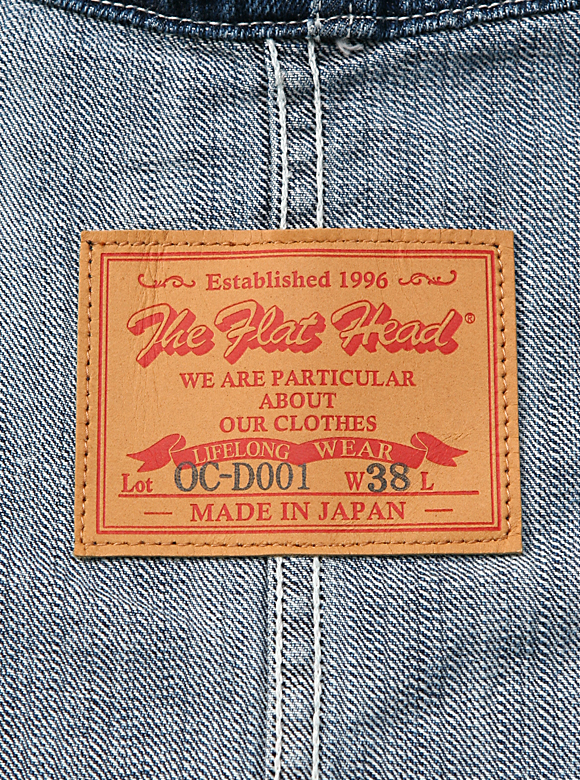 Established 1996
The Flat Head®
WE ARE PARTICULAR
ABOUT
OUR CLOTHES
LIFELONG WEAR
Lot OC-D001 W 38 L
— MADE IN JAPAN —